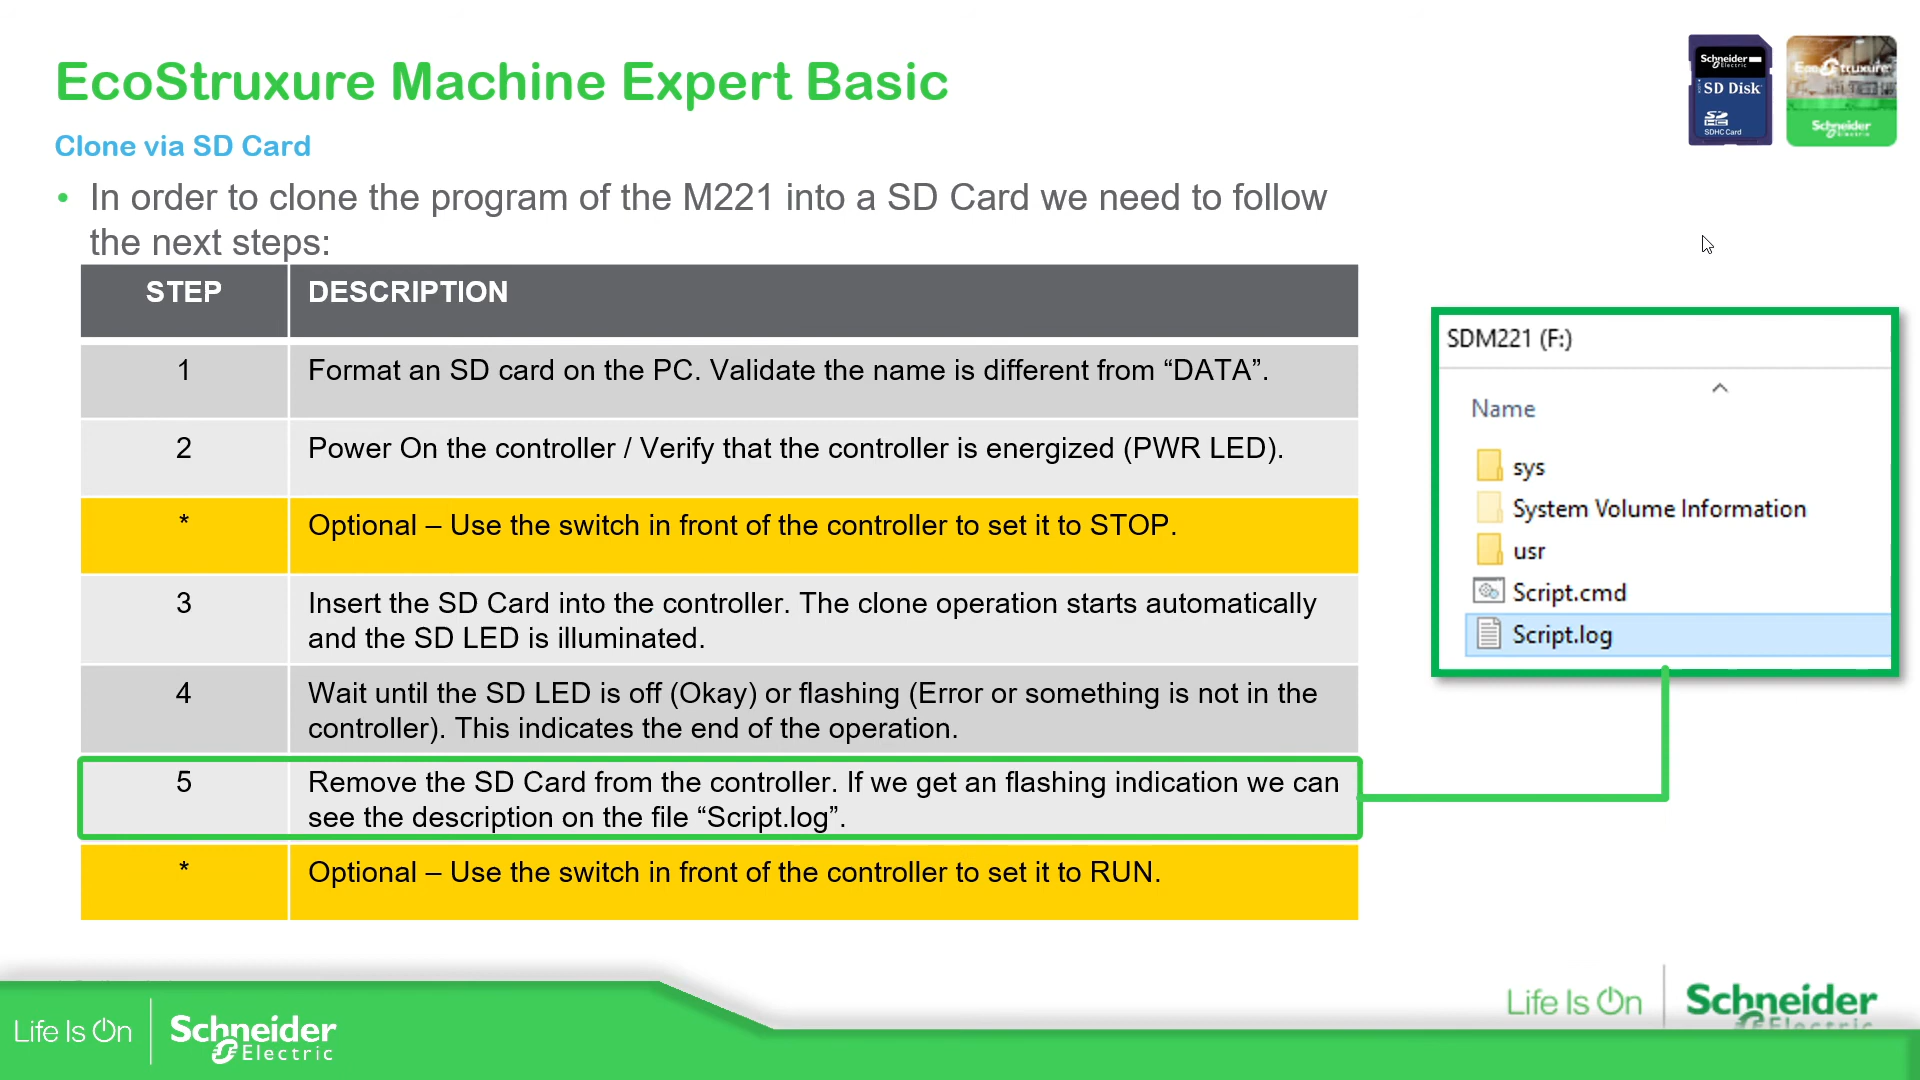 EcoStruxure Machine Expert Basic
Clone via SD Card
• In order to clone the program of the M221 into a SD Card we need to follow
the next steps:
STEP DESCRIPTION
1 Format an SD card on the PC. Validate the name is different from “DATA”.
2 Power On the controller / Verify that the controller is energized (PWR LED).
* Optional – Use the switch in front of the controller to set it to STOP.
3 Insert the SD Card into the controller. The clone operation starts automatically
and the SD LED is illuminated.
4 Wait until the SD LED is off (Okay) or flashing (Error or something is not in the
controller). This indicates the end of the operation.
5 Remove the SD Card from the controller. If we get an flashing indication we can
see the description on the file “Script.log”.
* Optional – Use the switch in front of the controller to set it to RUN.
Schneider
Electric
SD Disk
SDHC Card
EcoStruxure
Schneider
Electric
SDM221 (F:)
Name
sys
System Volume Information
usr
Script.cmd
Script.log
Life Is On
Schneider
Electric
Life Is On
Schneider
Electric